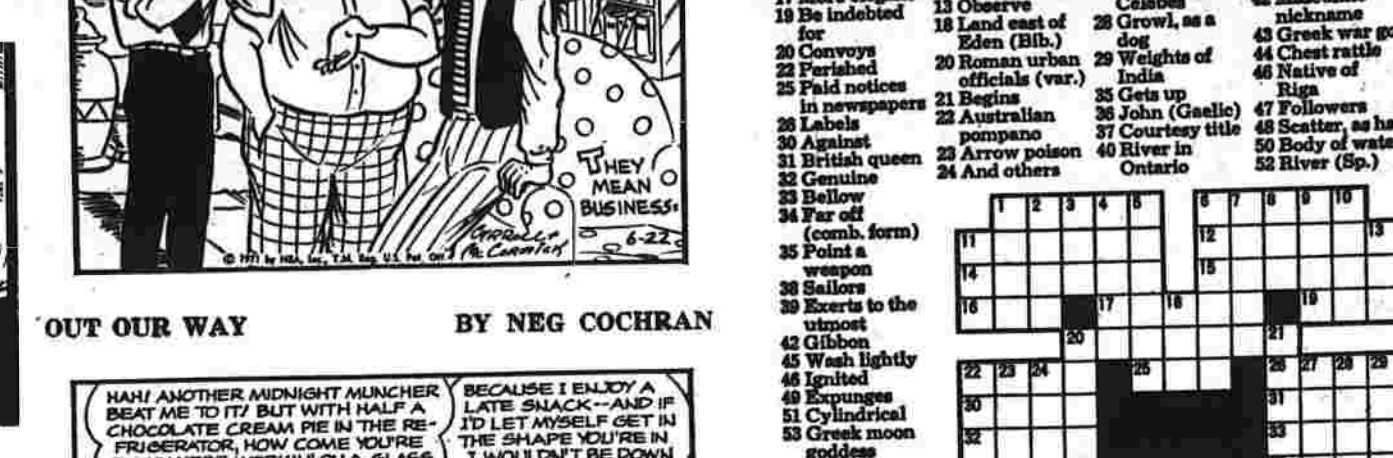 THEY
MEAN
BUSINESS=
6-22
© 1971 by NEA, Inc., T.M. Reg. U.S. Pat. Off.
OUT OUR WAY
BY NEG COCHRAN
HAH! ANOTHER MIDNIGHT MUNCHER
BEAT ME TO IT! BUT WITH HALF A
CHOCOLATE CREAM PIE IN THE RE-
FRIGERATOR, HOW COME YOU'RE
BECAUSE I ENJOY A
LATE SNACK--AND IF
I'D LET MYSELF GET IN
THE SHAPE YOU'RE IN
I WOULDN'T BE DOWN
19 Be indebted
for
20 Convoys
22 Perished
25 Paid notices
in newspapers
26 Labels
30 Against
31 British queen
32 Genuine
33 Bellow
34 Far off
(comb. form)
35 Point a
weapon
38 Sailors
39 Exerts to the
utmost
42 Gibbon
45 Wash lightly
46 Ignited
49 Expunges
51 Cylindrical
53 Greek moon
goddess
13 Observe
18 Land east of
Eden (Bib.)
20 Roman urban
officials (var.)
21 Begins
22 Australian
pompano
23 Arrow poison
24 And others
Celebes
28 Growl, as a
dog
29 Weights of
India
35 Gets up
36 John (Gaelic)
37 Courtesy title
40 River in
Ontario
nickname
43 Greek war
44 Chest rattle
46 Native of
Riga
47 Followers
48 Scatter, as
50 Body of
52 River (Sp.)
1 2 3 4 5 6 7 8 9 10
11 12 13
14 15
16 17 18 19
20 21
22 23 24 25 26 27 28 29
30 31
32 33